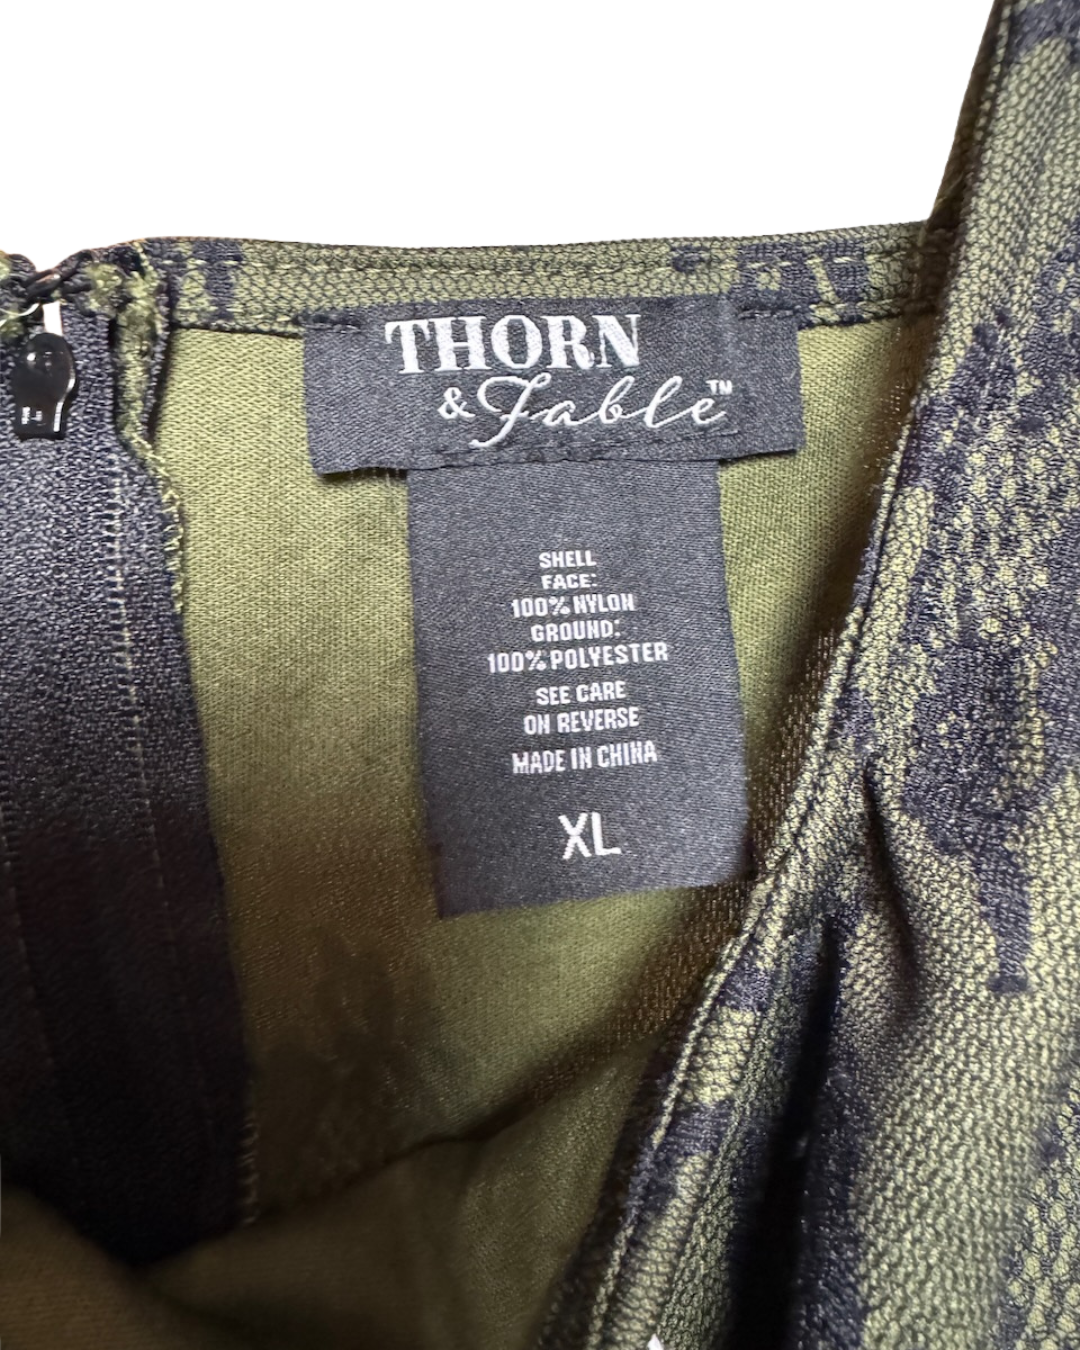 THORN
& Fable™
SHELL
FACE:
100% NYLON
GROUND:
100% POLYESTER
SEE CARE
ON REVERSE
MADE IN CHINA
XL